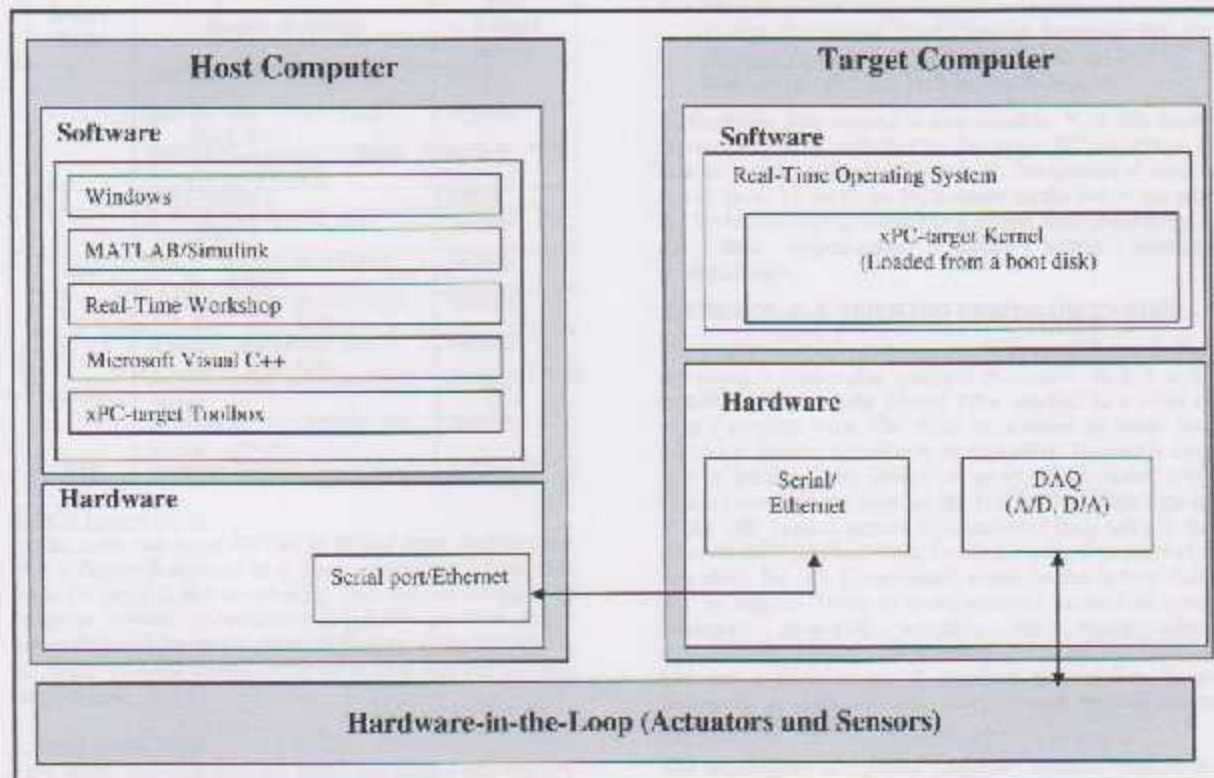 Host Computer
Software
Windows
MATLAB/Simulink
Real-Time Workshop
Microsoft Visual C++
xPC-target Toolbox
Hardware
Serial port/Ethernet
Target Computer
Software
Real-Time Operating System
xPC-target Kernel
(Loaded from a boot disk)
Hardware
Serial/
Ethernet
DAQ
(A/D, D/A)
Hardware-in-the-Loop (Actuators and Sensors)